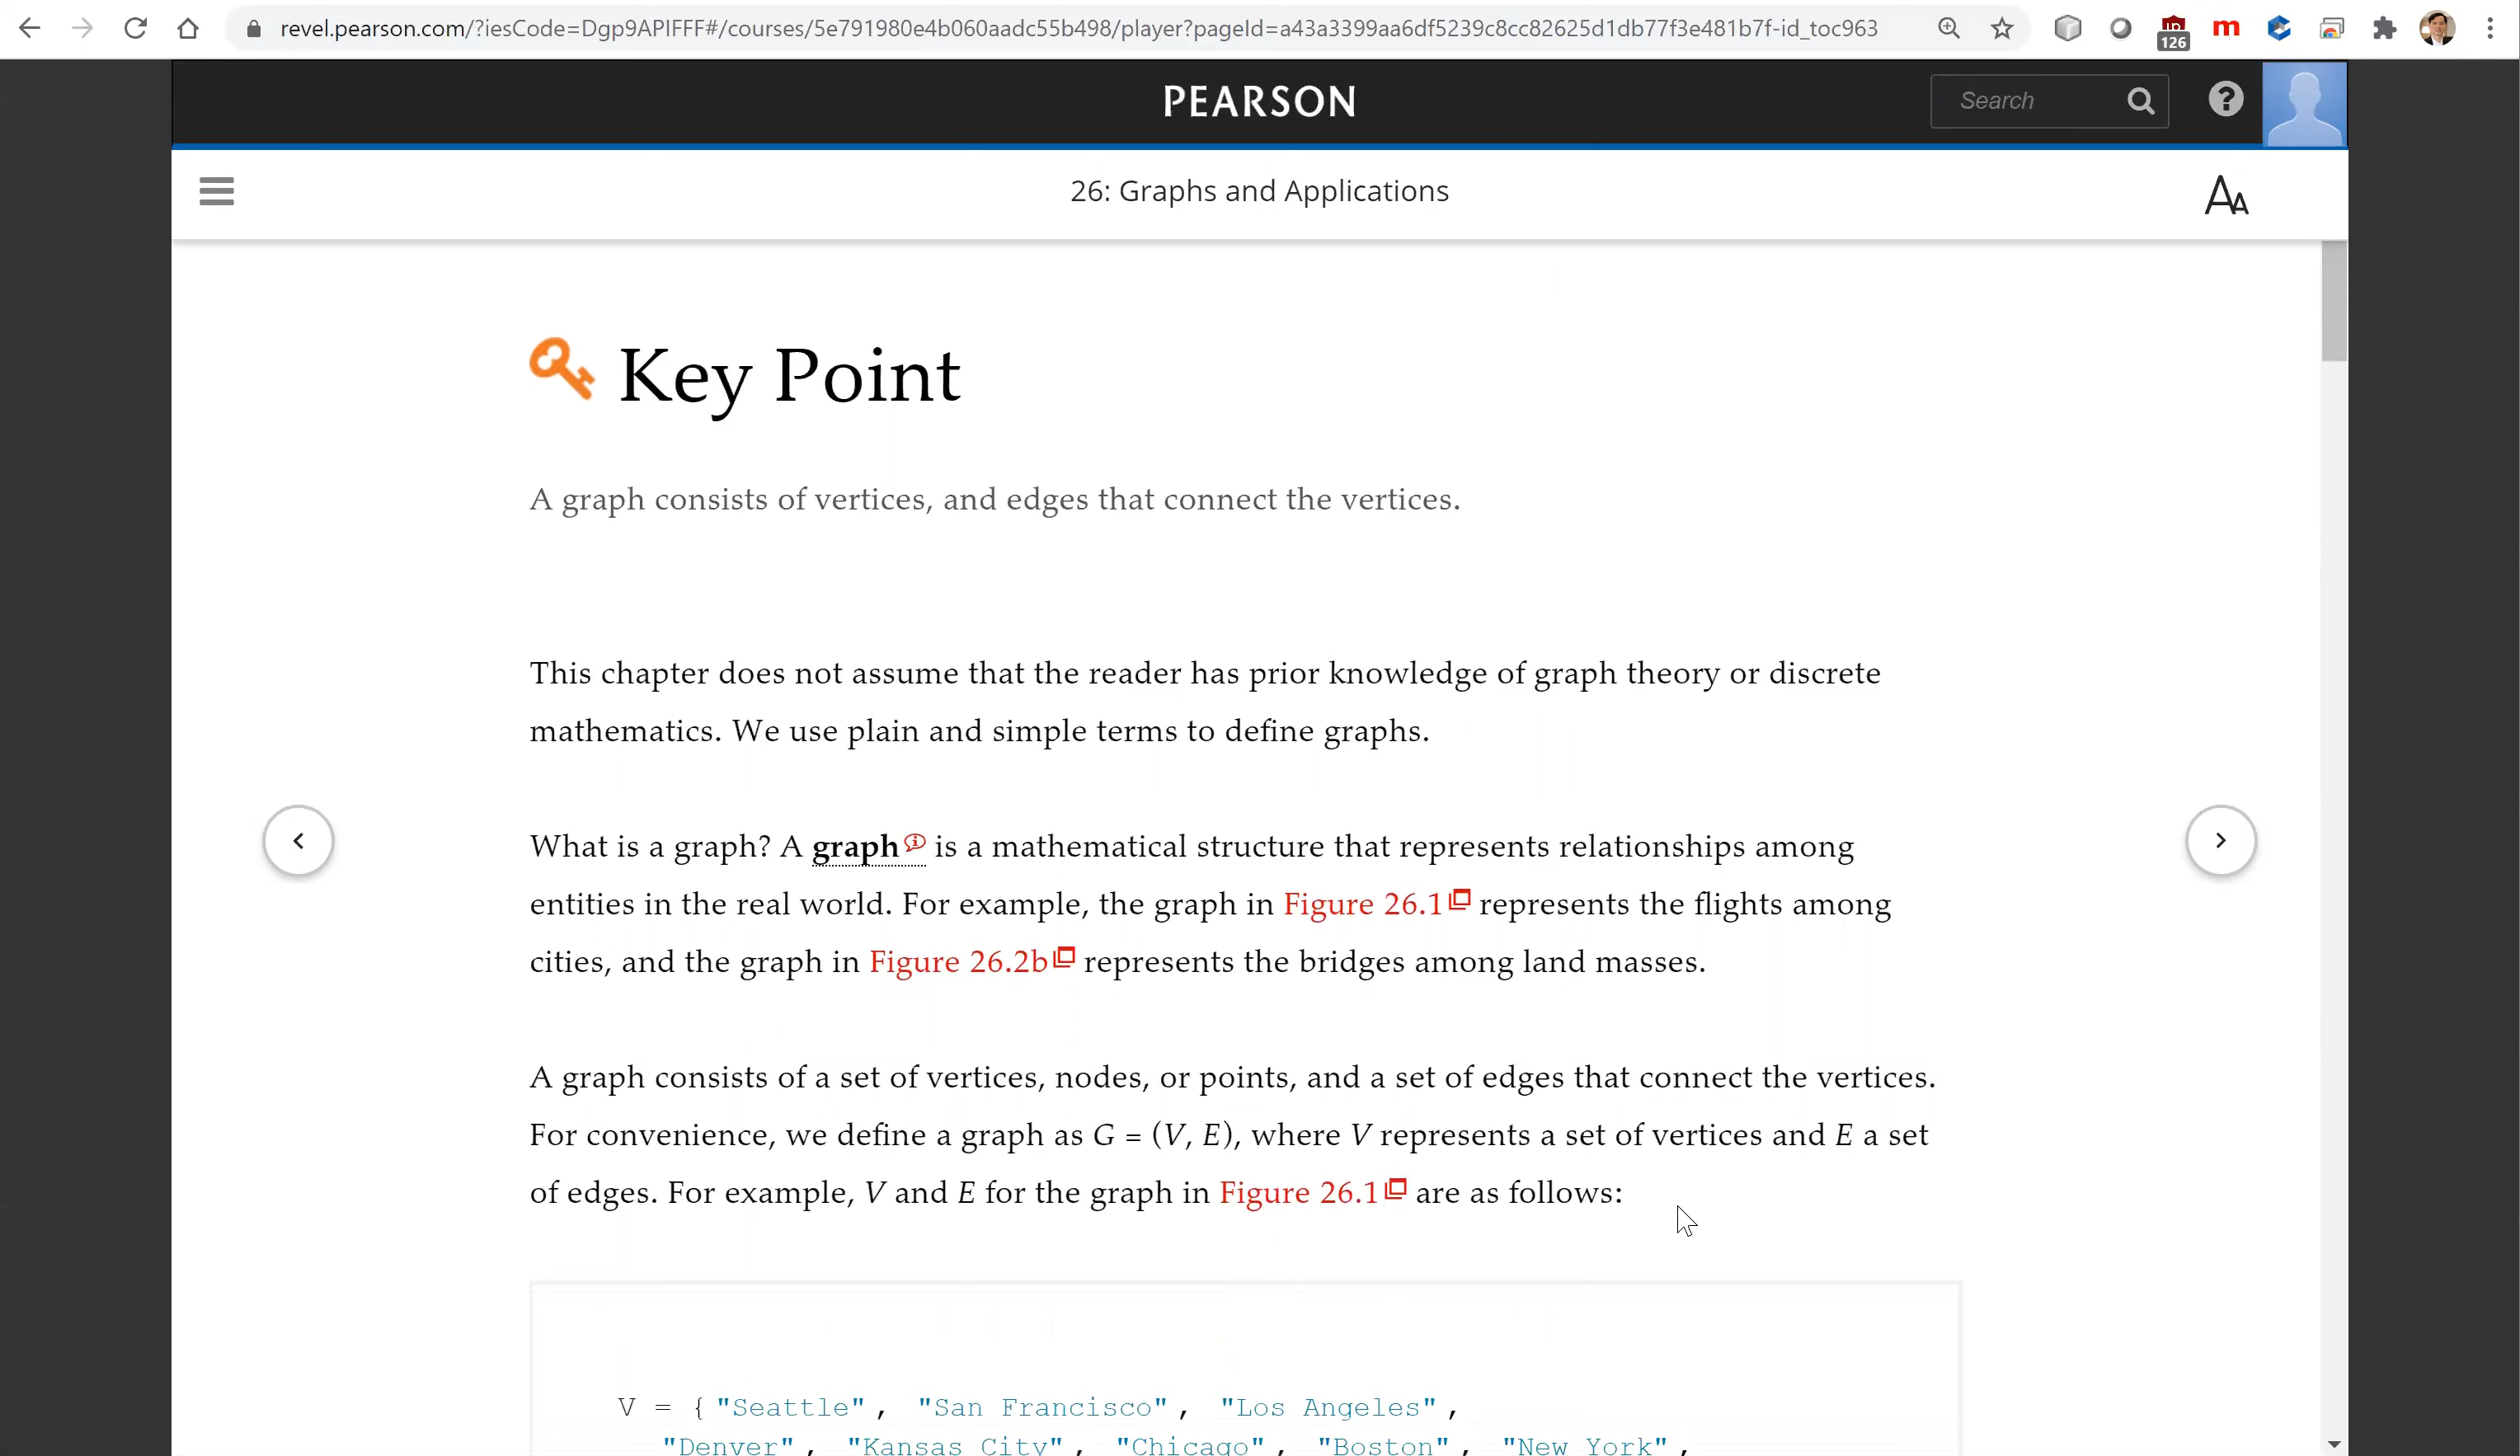 revel.pearson.com/?iesCode=Dgp9APIFFF#/courses/5e791980e4b060aadc55b498/player?pageId=a43a3399aa6df5239c8cc82625d1db77f3e481b7f-id_toc963
126
m
PEARSON
Search
?
26: Graphs and Applications
AA
Key Point
A graph consists of vertices, and edges that connect the vertices.
This chapter does not assume that the reader has prior knowledge of graph theory or discrete
mathematics. We use plain and simple terms to define graphs.
What is a graph? A graph is a mathematical structure that represents relationships among
entities in the real world. For example, the graph in Figure 26.1 represents the flights among
cities, and the graph in Figure 26.2b represents the bridges among land masses.
A graph consists of a set of vertices, nodes, or points, and a set of edges that connect the vertices.
For convenience, we define a graph as G = (V, E), where V represents a set of vertices and E a set
of edges. For example, V and E for the graph in Figure 26.1 are as follows:
V = { "Seattle", "San Francisco", "Los Angeles",
"Denver", "Kansas City", "Chicago", "Boston", "New York",